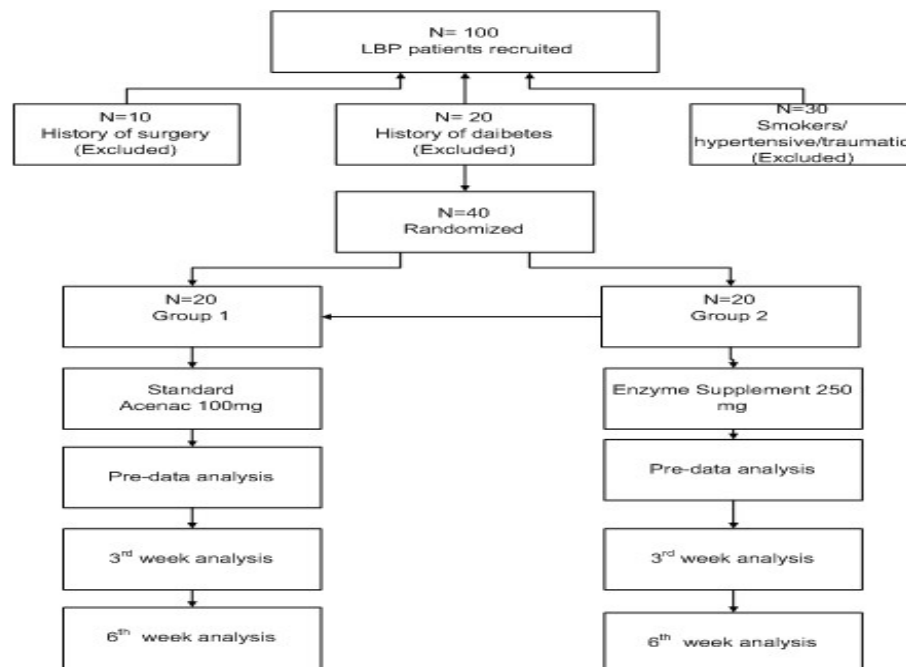 N= 100
LBP patients recruited
N=10
History of surgery
(Excluded)
N= 20
History of daibetes
(Excluded)
N=30
Smokers/
hypertensive/traumatic
(Excluded)
N=40
Randomized
N=20
Group 1
N=20
Group 2
Standard
Acenac 100mg
Enzyme Supplement 250
mg
Pre-data analysis
Pre-data analysis
3rd week analysis
3rd week analysis
6th week analysis
6th week analysis